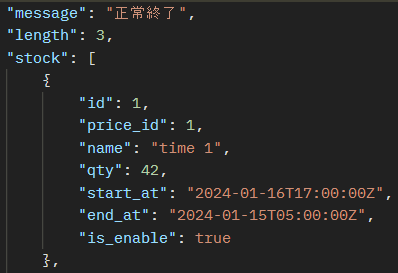 "message": "正常終了",
"length": 3,
"stock": [
{
"id": 1,
"price_id": 1,
"name": "time 1",
"qty": 42,
"start_at": "2024-01-16T17:00:00Z",
"end_at": "2024-01-15T05:00:00Z",
"is_enable": true
},